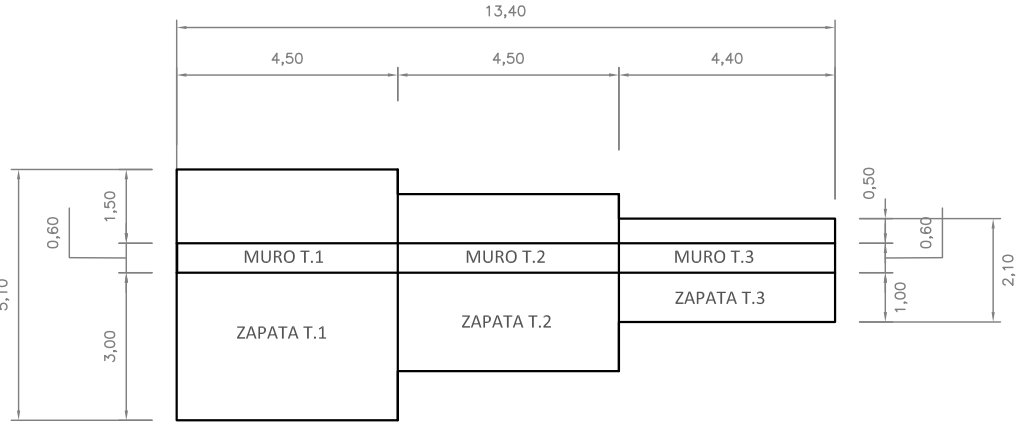 13,40
4,50
4,50
4,40
1,50
0,60
5,10
3,00
0,50
0,60
2,10
1,00
MURO T.1
MURO T.2
MURO T.3
ZAPATA T.1
ZAPATA T.2
ZAPATA T.3